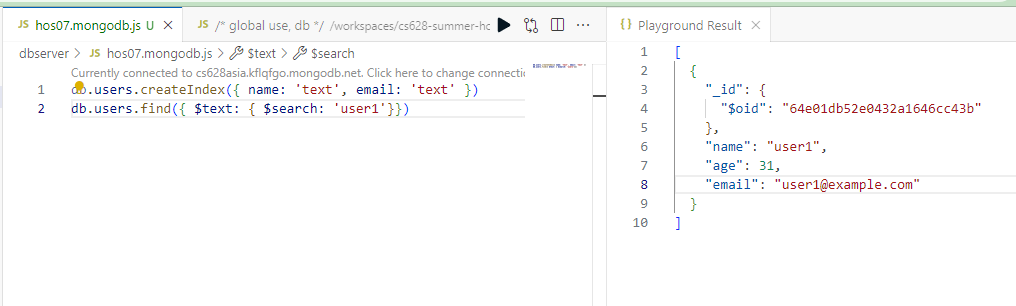 JS hos07.mongodb.js U ×
JS /* global use, db */ /workspaces/cs628-summer-ho
dbserver > JS hos07.mongodb.js > $text > $search
Currently connected to cs628asia.kflqfgo.mongodb.net. Click here to change connectio
1 db.users.createIndex({ name: 'text', email: 'text' })
2 db.users.find({ $text: { $search: 'user1'}})
{} Playground Result ×
1 [
2 {
3 "_id": {
4 "$oid": "64e01db52e0432a1646cc43b"
5 },
6 "name": "user1",
7 "age": 31,
8 "email": "user1@example.com"
9 }
10 ]